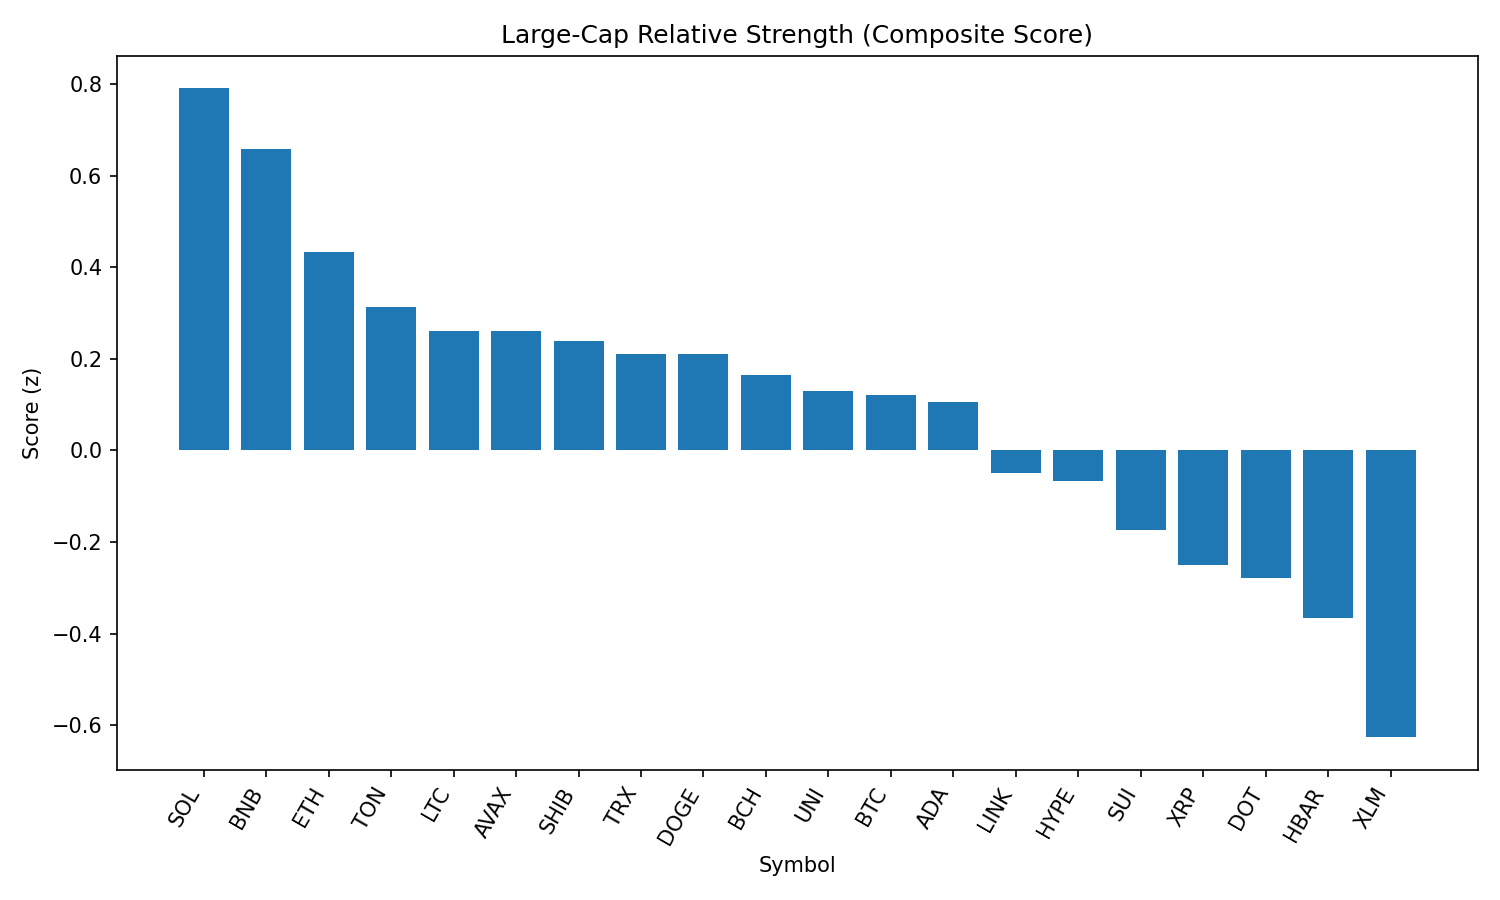 Large-Cap Relative Strength (Composite Score)
0.8
0.6
0.4
0.2
0.0
−0.2
−0.4
−0.6
Score (z)
SOL
BNB
ETH
TON
LTC
AVAX
SHIB
TRX
DOGE
BCH
UNI
BTC
ADA
LINK
HYPE
SUI
XRP
DOT
HBAR
XLM
Symbol